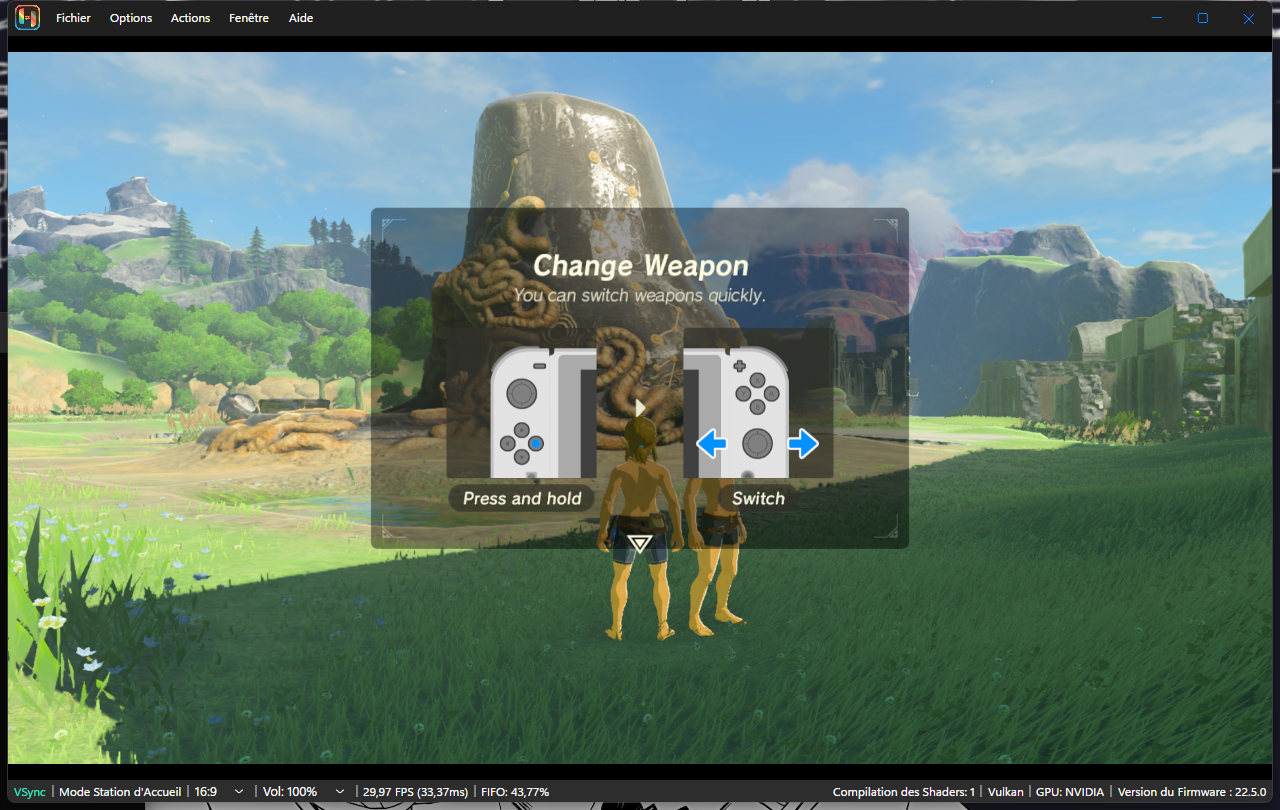 Fichier Options Actions Fenêtre Aide
Change Weapon
You can switch weapons quickly.
Press and hold Switch
VSync | Mode Station d'Accueil | 16:9 | Vol: 100% | 29,97 FPS (33,37ms) | FIFO: 43,77% Compilation des Shaders: 1 | Vulkan | GPU: NVIDIA | Version du Firmware : 22.5.0